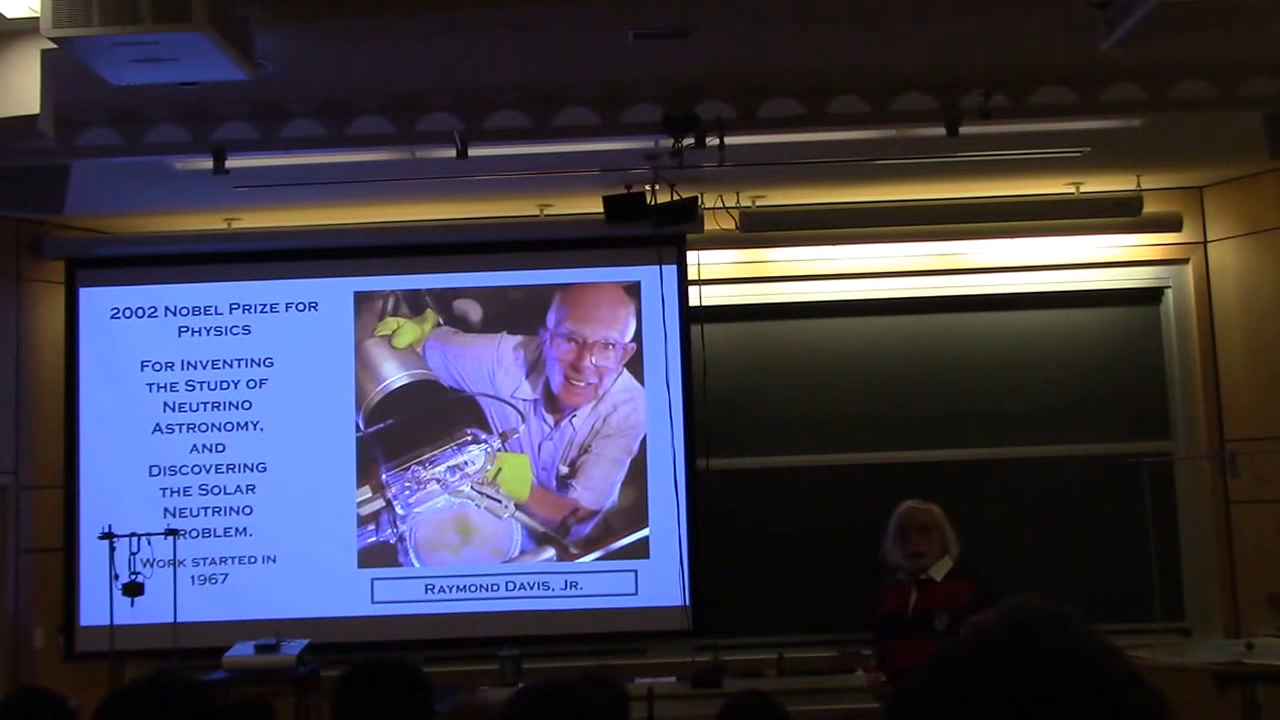 2002 NOBEL PRIZE FOR
PHYSICS
FOR INVENTING
THE STUDY OF
NEUTRINO
ASTRONOMY,
AND
DISCOVERING
THE SOLAR
NEUTRINO
PROBLEM.
WORK STARTED IN
1967
RAYMOND DAVIS, JR.